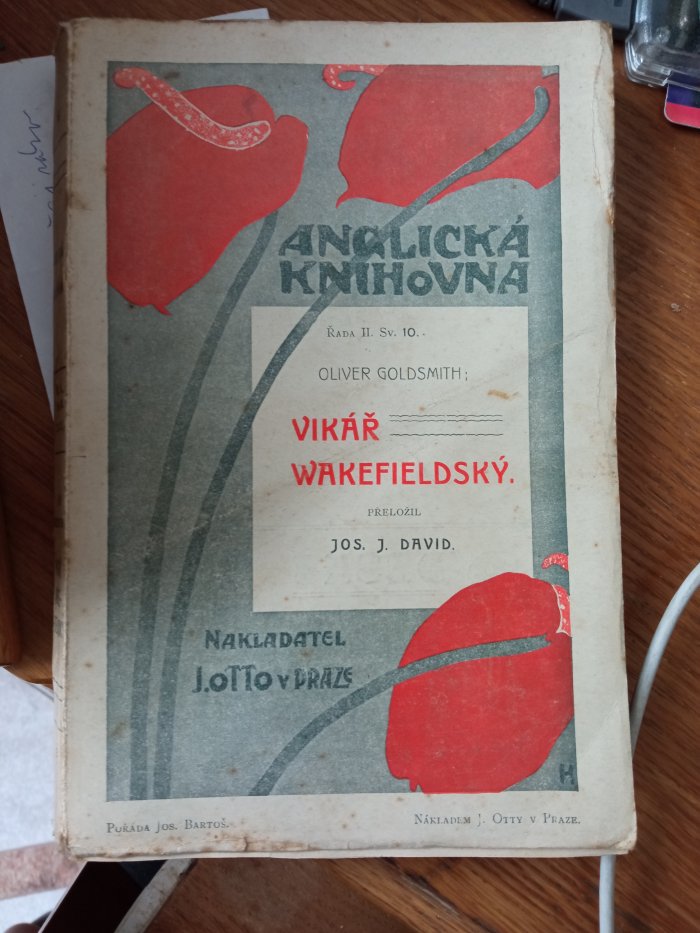 ANGLICKÁ
KNIHOVNA
Řada II. Sv. 10.
OLIVER GOLDSMITH;
VIKÁŘ
WAKEFIELDSKÝ.
PŘELOŽIL
JOS. J. DAVID.
NAKLADATEL
J. OTTO V PRAZE
H
Pořádá Jos. Bartoš.
Nákladem J. Otty v Praze.